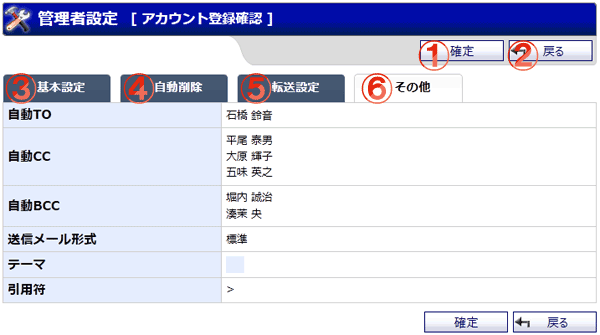 管理者設定 [ アカウント登録確認 ]
① 確定 ② 戻る
③ 基本設定 ④ 自動削除 ⑤ 転送設定 ⑥ その他
自動TO 石橋 鈴音
自動CC 平尾 泰男
大原 輝子
五味 英之
自動BCC 堀内 誠治
湊茉 央
送信メール形式 標準
テーマ
引用符 >
確定 戻る